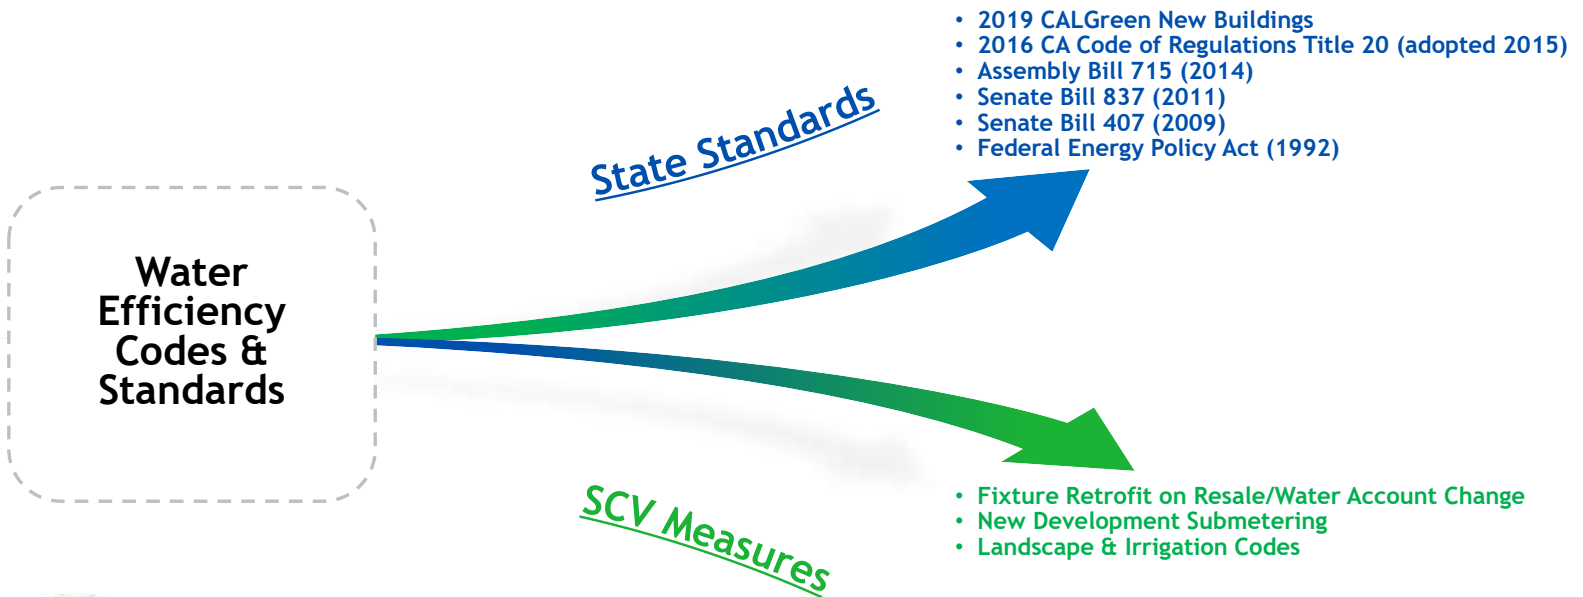 • 2019 CALGreen New Buildings
• 2016 CA Code of Regulations Title 20 (adopted 2015)
• Assembly Bill 715 (2014)
• Senate Bill 837 (2011)
• Senate Bill 407 (2009)
• Federal Energy Policy Act (1992)
State Standards
Water
Efficiency
Codes &
Standards
SCV Measures
• Fixture Retrofit on Resale/Water Account Change
• New Development Submetering
• Landscape & Irrigation Codes